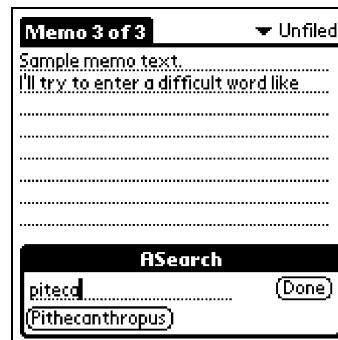 Memo 3 of 3 Unfiled
Sample memo text.
I'll try to enter a difficult word like
ASearch
piteca Done
Pithecanthropus